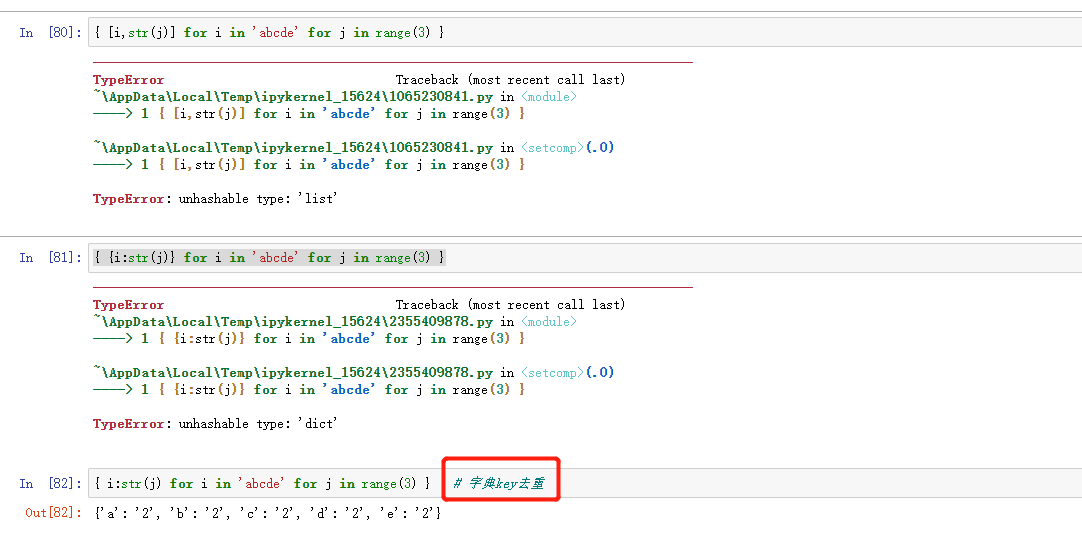 In [80]: { [i,str(j)] for i in 'abcde' for j in range(3) }
TypeError Traceback (most recent call last)
~\AppData\Local\Temp\ipykernel_15624\1065230841.py in <module>
----> 1 { [i,str(j)] for i in 'abcde' for j in range(3) }
~\AppData\Local\Temp\ipykernel_15624\1065230841.py in <setcomp>(.0)
----> 1 { [i,str(j)] for i in 'abcde' for j in range(3) }
TypeError: unhashable type: 'list'
In [81]: { {i:str(j)} for i in 'abcde' for j in range(3) }
TypeError Traceback (most recent call last)
~\AppData\Local\Temp\ipykernel_15624\2355409878.py in <module>
----> 1 { {i:str(j)} for i in 'abcde' for j in range(3) }
~\AppData\Local\Temp\ipykernel_15624\2355409878.py in <setcomp>(.0)
----> 1 { {i:str(j)} for i in 'abcde' for j in range(3) }
TypeError: unhashable type: 'dict'
In [82]: { i:str(j) for i in 'abcde' for j in range(3) } # 字典key去重
Out[82]: {'a': '2', 'b': '2', 'c': '2', 'd': '2', 'e': '2'}